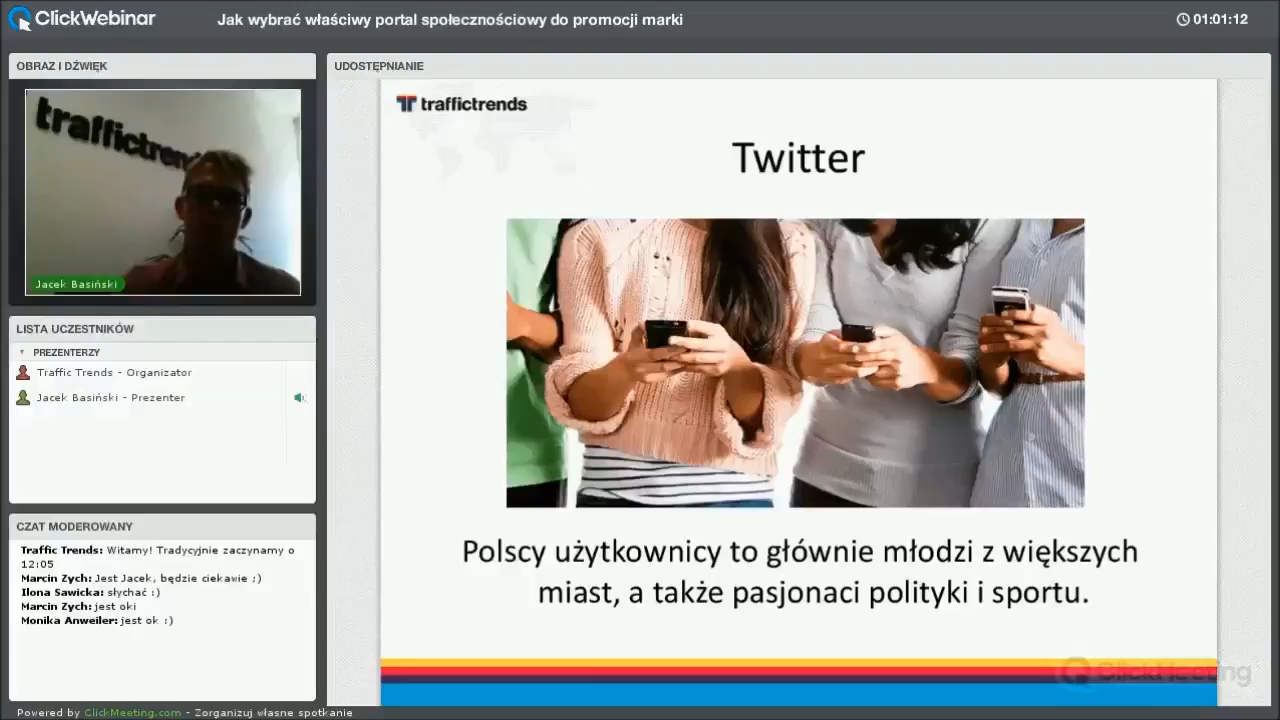 ClickWebinar
Jak wybrać właściwy portal społecznościowy do promocji marki
01:01:12
OBRAZ I DŹWIĘK
traffictrends
Jacek Basiński
LISTA UCZESTNIKÓW
PREZENTERZY
Traffic Trends - Organizator
Jacek Basiński - Prezenter
CZAT MODEROWANY
Traffic Trends: Witamy! Tradycyjnie zaczynamy o
12:05
Marcin Zych: Jest Jacek, będzie ciekawie ;)
Ilona Sawicka: słychać :)
Marcin Zych: jest oki
Monika Anweiler: jest ok :)
UDOSTĘPNIANIE
traffictrends
Twitter
Polscy użytkownicy to głównie młodzi z większych
miast, a także pasjonaci polityki i sportu.
ClickMeeting
Powered by ClickMeeting.com - Zorganizuj własne spotkanie